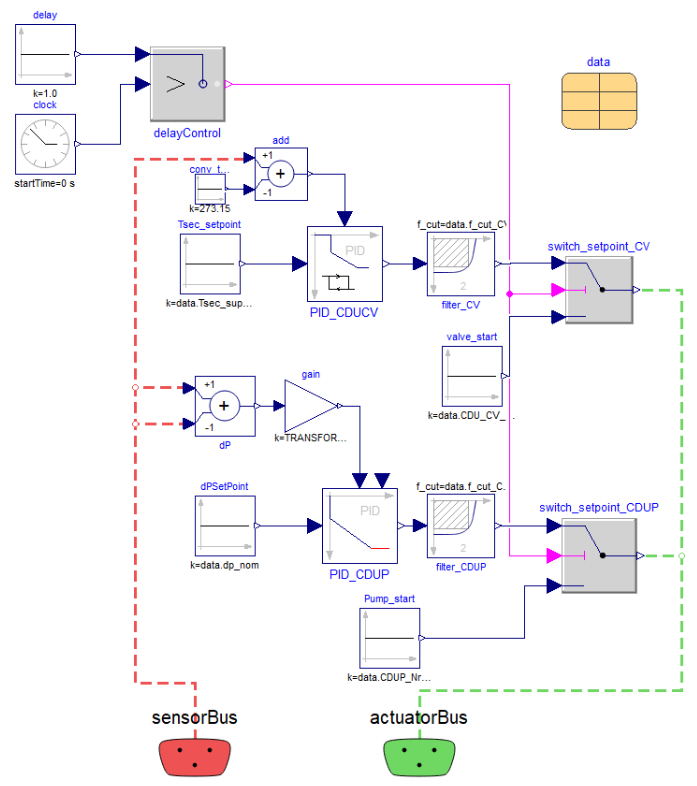 delay
k=1.0
clock
startTime=0 s
>
delayControl
data
add
+1
+
-1
conv_t...
k=273.15
Tsec_setpoint
k=data.Tsec_sup...
PID
PID_CDUCV
f_cut=data.f_cut_CV
2
filter_CV
switch_setpoint_CV
valve_start
k=data.CDU_CV_...
+1
+
-1
dP
gain
k=TRANSFOR...
dPSetPoint
k=data.dp_nom
PID
PID_CDUP
f_cut=data.f_cut_C...
2
filter_CDUP
switch_setpoint_CDUP
Pump_start
k=data.CDUP_Nr...
sensorBus
actuatorBus